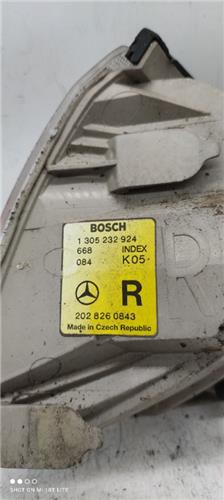 BOSCH
1 305 232 924
668 INDEX
084 K05
R
202 826 0843
Made in Czech Republic
SHOT ON MI 9T LITE